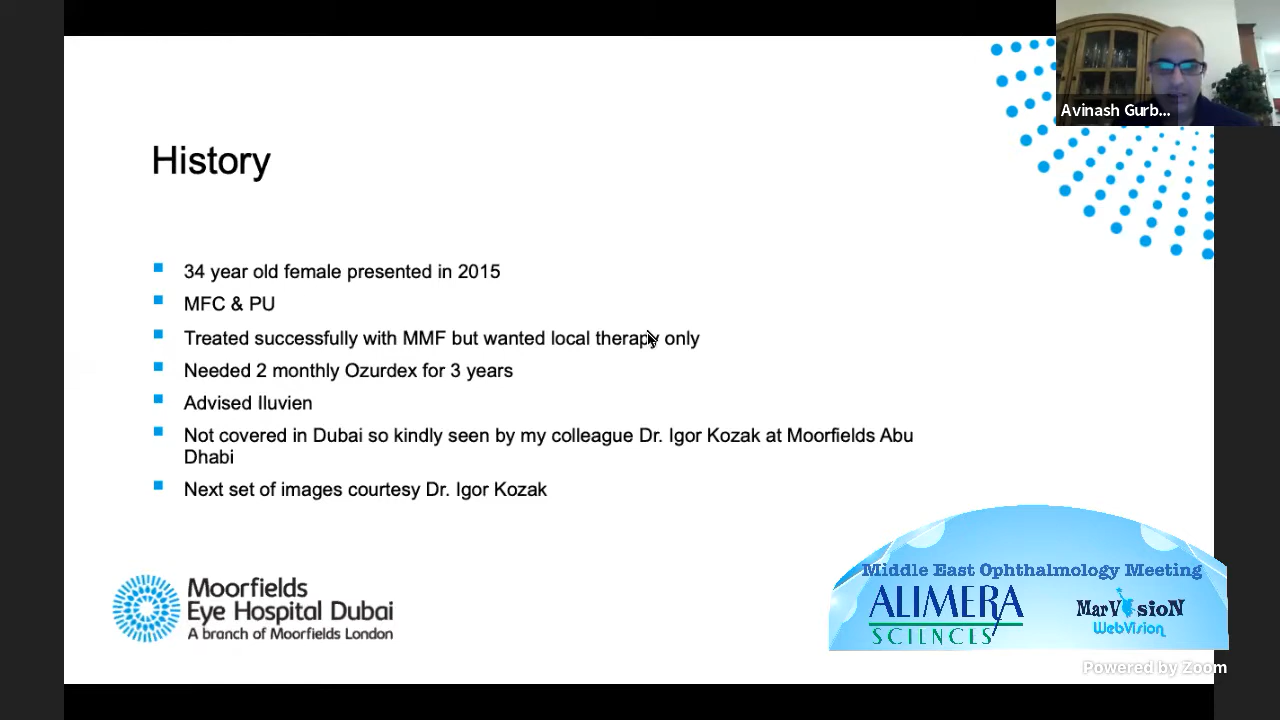 Avinash Gurb...
History
34 year old female presented in 2015
MFC & PU
Treated successfully with MMF but wanted local therapy only
Needed 2 monthly Ozurdex for 3 years
Advised Iluvien
Not covered in Dubai so kindly seen by my colleague Dr. Igor Kozak at Moorfields Abu
Dhabi
Next set of images courtesy Dr. Igor Kozak
Moorfields
Eye Hospital Dubai
A branch of Moorfields London
Middle East Ophthalmology Meeting
ALIMERA
SCIENCES
MarVisioN
WebVision
Powered by Zoom